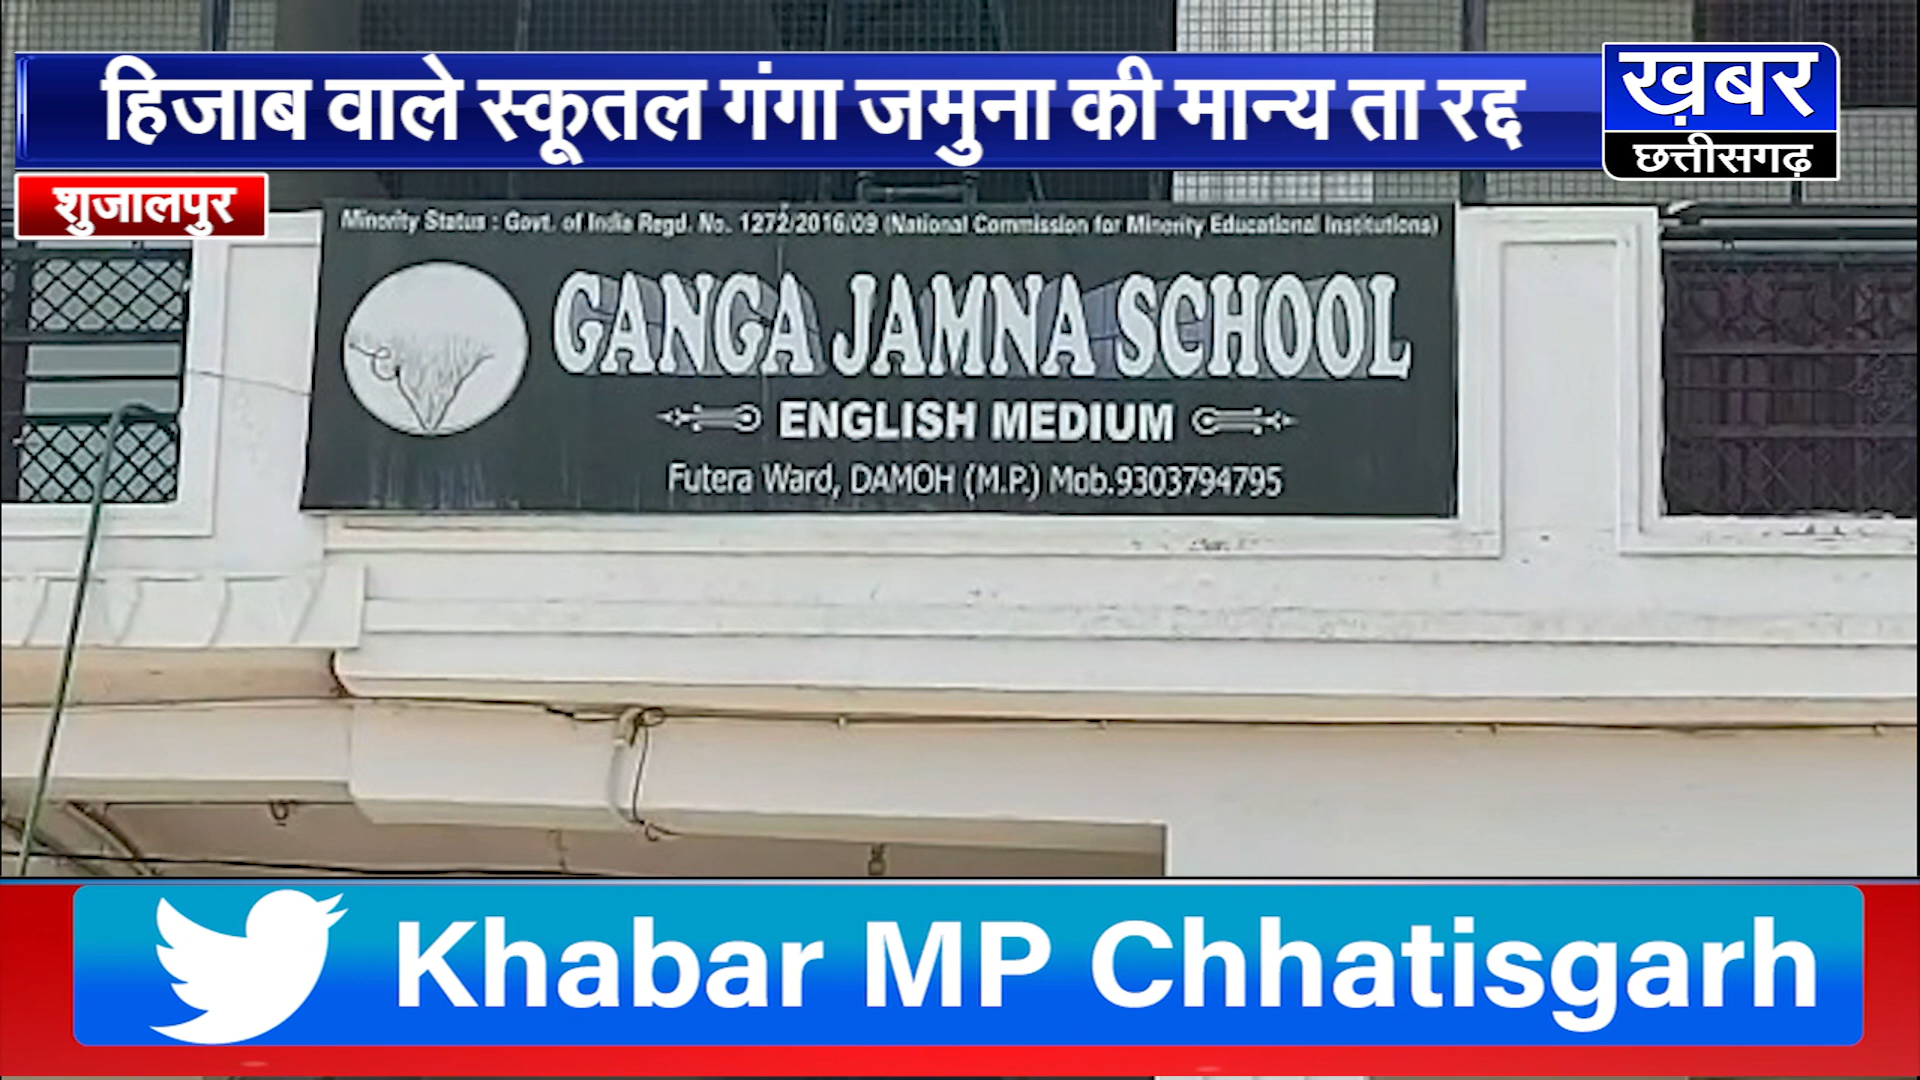 हिजाब वाले स्कूतल गंगा जमुना की मान्य ता रद्द
ख़बर
छत्तीसगढ़
शुजालपुर
Minority Status : Govt. of India Regd. No. 1272/2016/09 (National Commission for Minority Educational Institutions)
GANGA JAMNA SCHOOL
ENGLISH MEDIUM
Futera Ward, DAMOH (M.P.) Mob.9303794795
Khabar MP Chhatisgarh